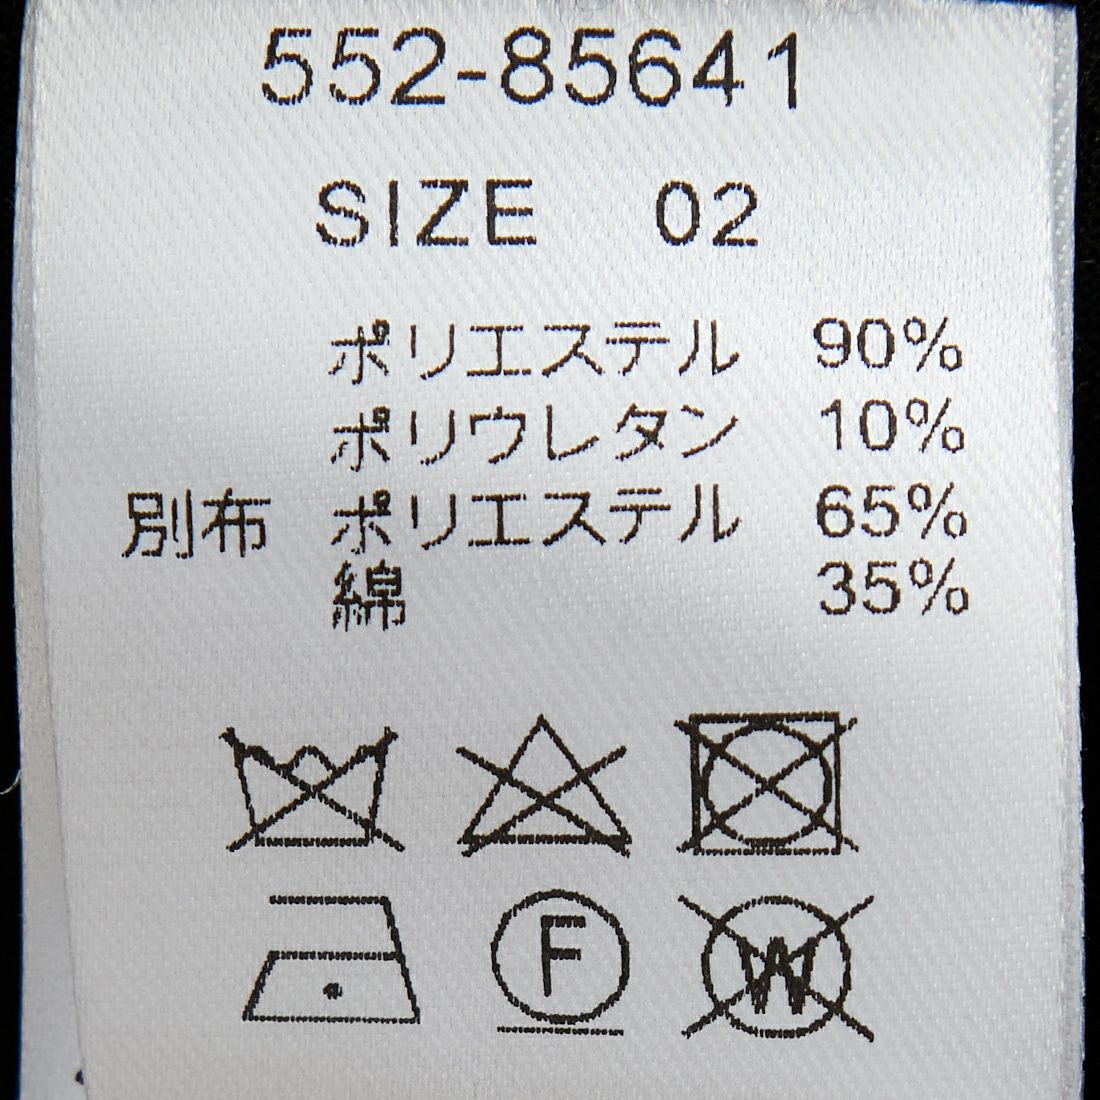 552-85641
SIZE 02
ポリエステル 90%
ポリウレタン 10%
別布 ポリエステル 65%
綿 35%
F W